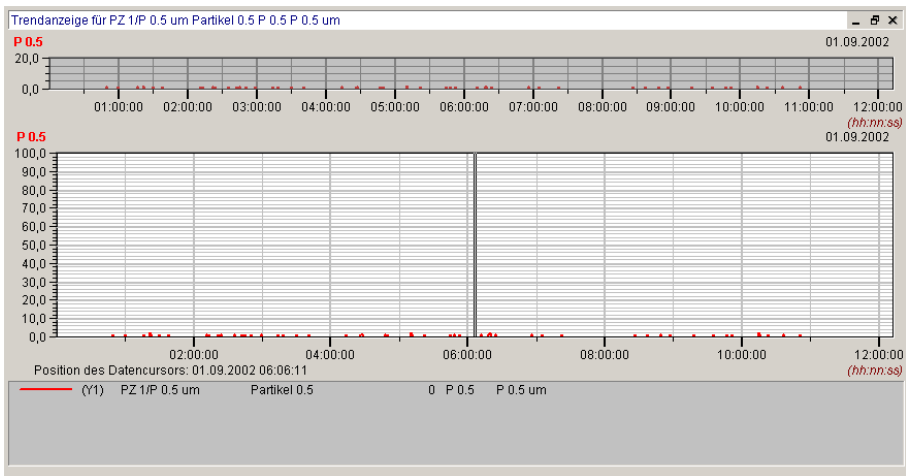 Trendanzeige für PZ 1/P 0.5 um Partikel 0.5 P 0.5 P 0.5 um
P 0.5 01.09.2002
20,0
0,0
01:00:00 02:00:00 03:00:00 04:00:00 05:00:00 06:00:00 07:00:00 08:00:00 09:00:00 10:00:00 11:00:00 12:00:00
(hh:nn:ss)
P 0.5 01.09.2002
100,0
90,0
80,0
70,0
60,0
50,0
40,0
30,0
20,0
10,0
0,0
02:00:00 04:00:00 06:00:00 08:00:00 10:00:00 12:00:00
Position des Datencursors: 01.09.2002 06:06:11 (hh:nn:ss)
(Y1) PZ 1/P 0.5 um Partikel 0.5 0 P 0.5 P 0.5 um